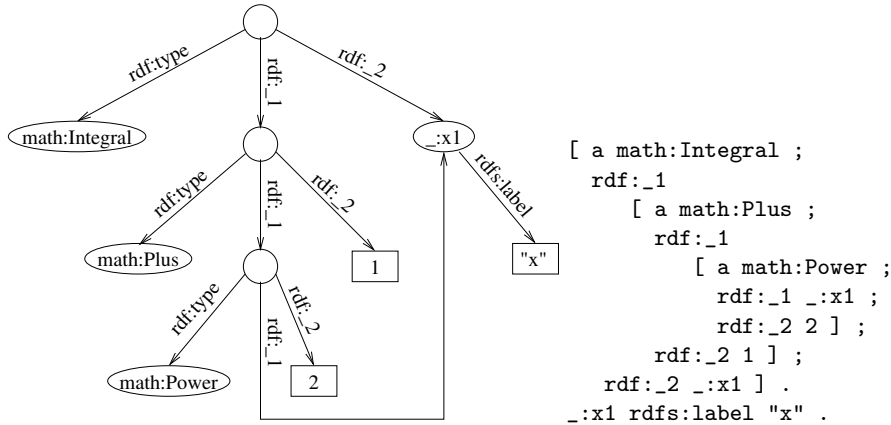 rdf:type
rdf:_1
rdf:_2
math:Integral
_:x1
rdf:type
rdf:_1
rdf:_2
rdfs:label
math:Plus
1
"x"
rdf:type
rdf:_1
rdf:_2
math:Power
2
[ a math:Integral ;
rdf:_1
[ a math:Plus ;
rdf:_1
[ a math:Power ;
rdf:_1 _:x1 ;
rdf:_2 2 ] ;
rdf:_2 1 ] ;
rdf:_2 _:x1 ] .
_:x1 rdfs:label "x" .